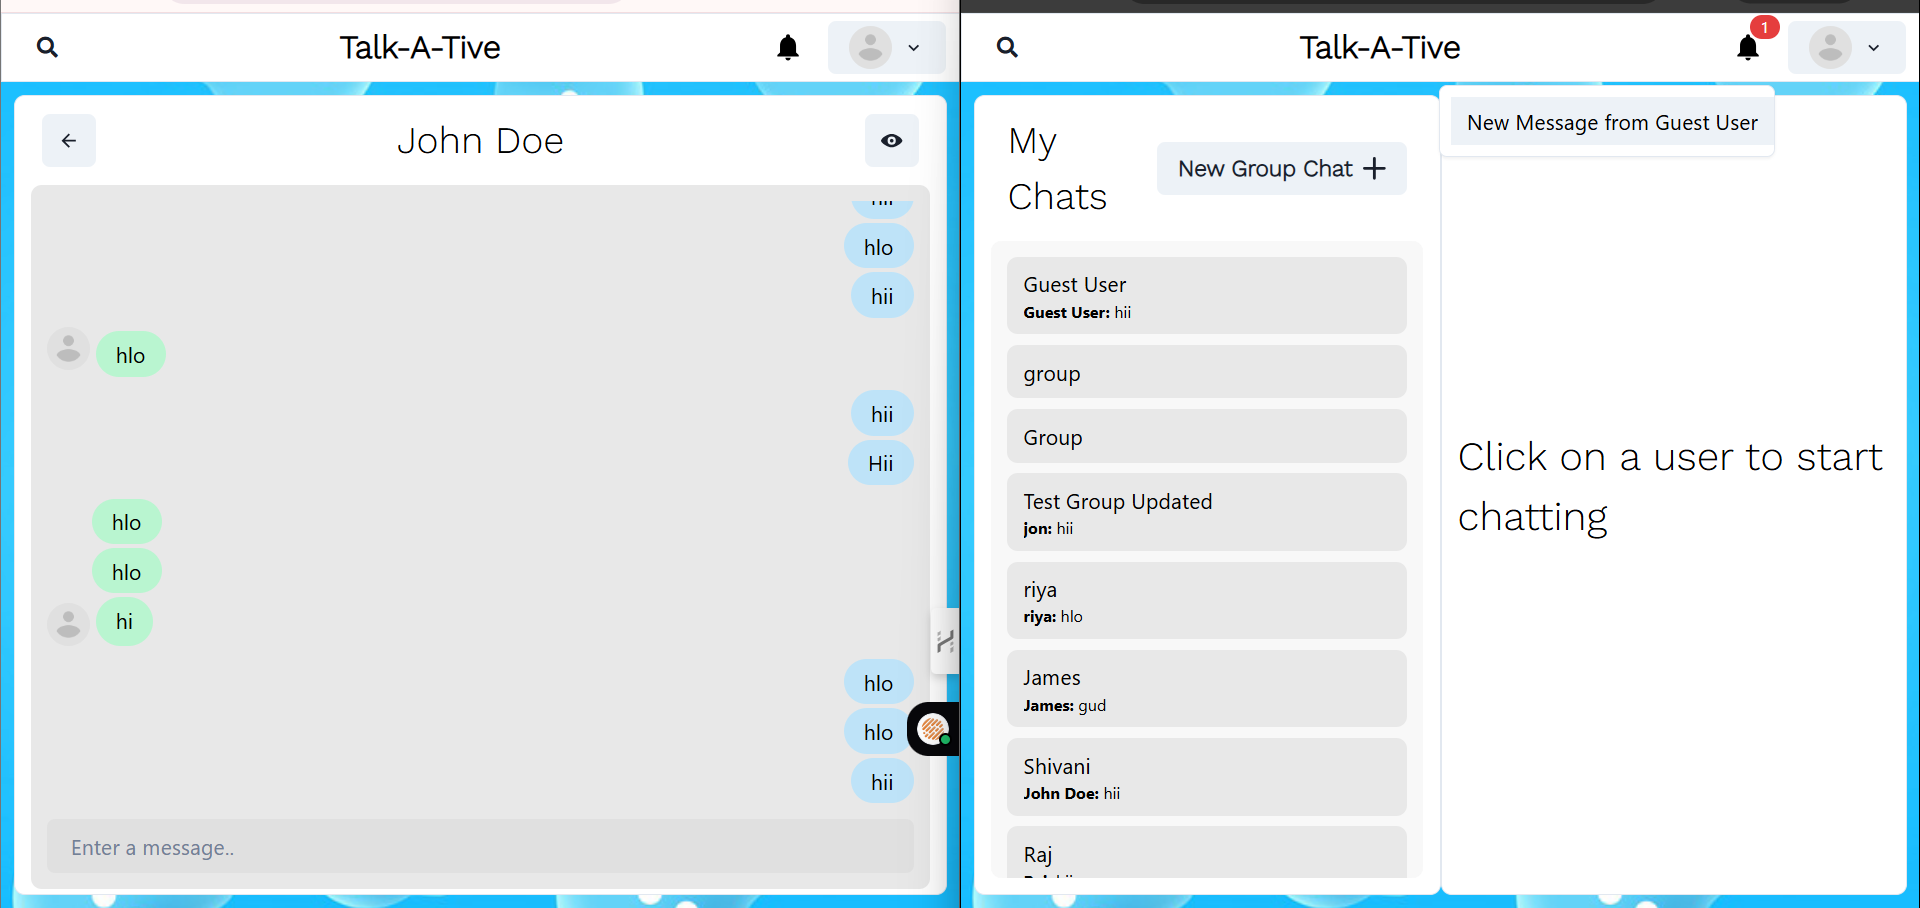 Talk-A-Tive
John Doe
hii
hlo
hii
hlo
hii
Hii
hlo
hlo
hi
hlo
hlo
hii
Enter a message..
Talk-A-Tive
1
New Message from Guest User
My
Chats
New Group Chat
Guest User
Guest User: hii
group
Group
Test Group Updated
jon: hii
riya
riya: hlo
James
James: gud
Shivani
John Doe: hii
Raj
Click on a user to start
chatting